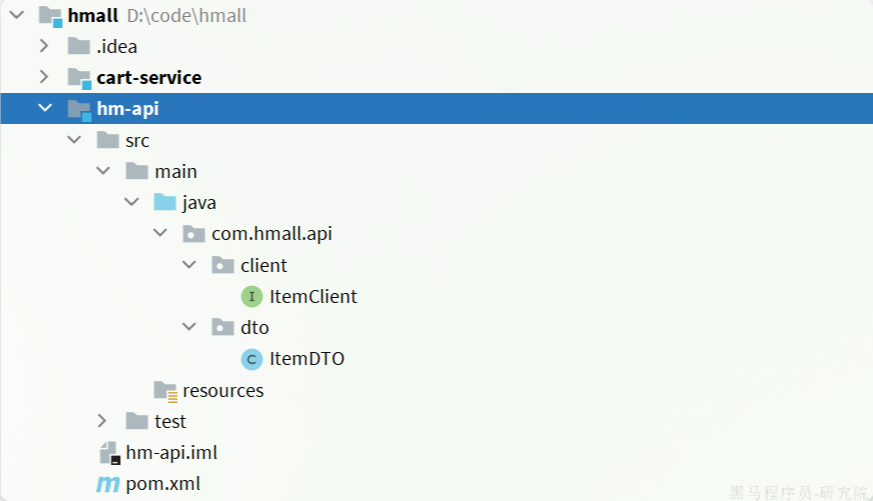 hmall D:\code\hmall
.idea
cart-service
hm-api
src
main
java
com.hmall.api
client
I ItemClient
dto
C ItemDTO
resources
test
hm-api.iml
m pom.xml
黑马程序员-研究院